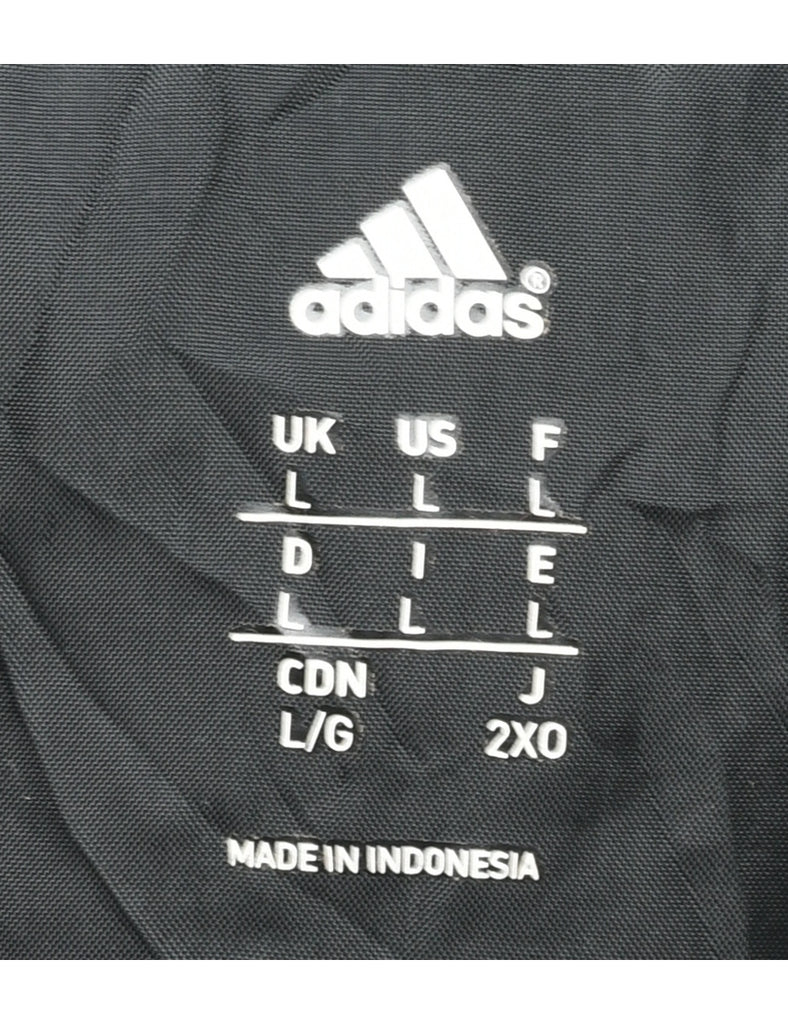 adidas®
UK US F
L L L
D I E
L L L
CDN J
L/G 2XO
MADE IN INDONESIA